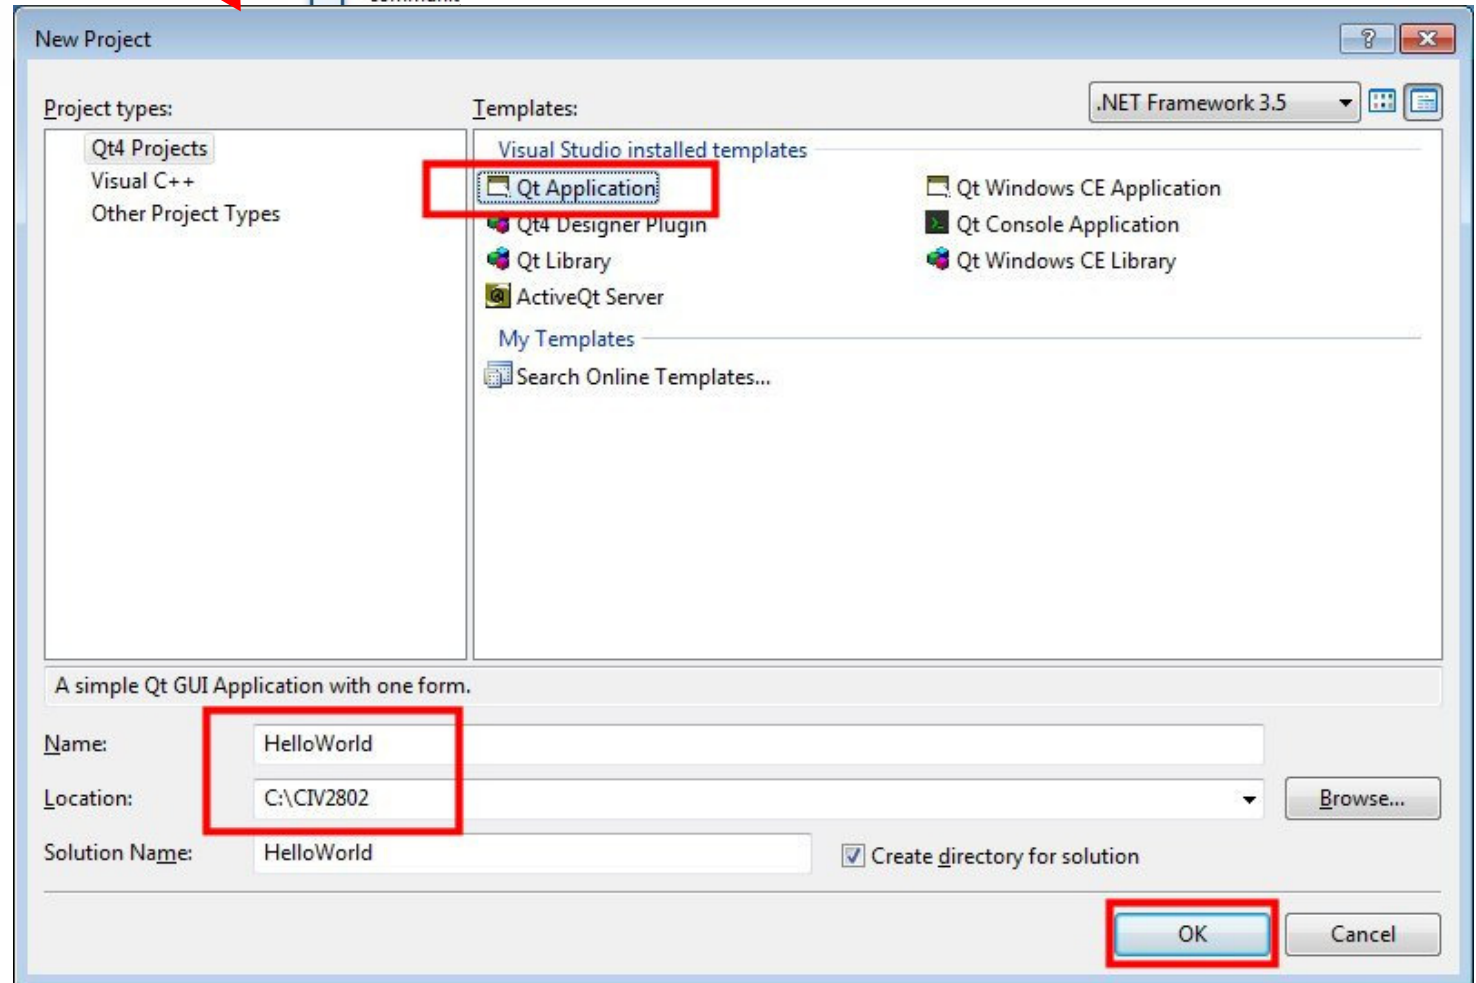 New Project
Project types:
Templates:
.NET Framework 3.5
Qt4 Projects
Visual C++
Other Project Types
Visual Studio installed templates
Qt Application
Qt Windows CE Application
Qt4 Designer Plugin
Qt Console Application
Qt Library
Qt Windows CE Library
ActiveQt Server
My Templates
Search Online Templates...
A simple Qt GUI Application with one form.
Name: HelloWorld
Location: C:\CIV2802
Browse...
Solution Name: HelloWorld
Create directory for solution
OK
Cancel